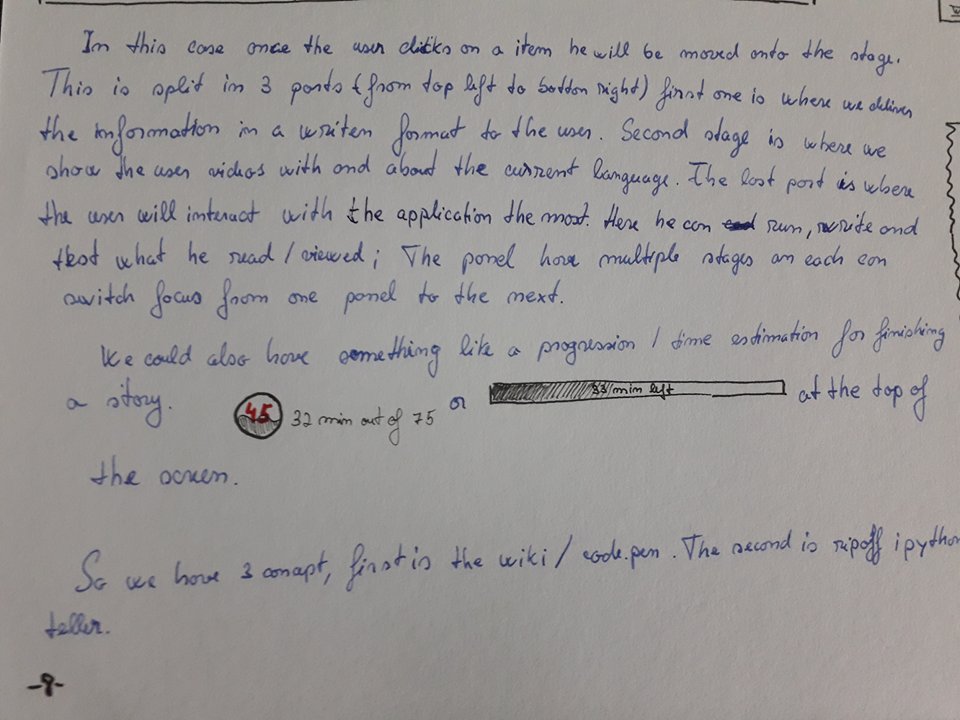 In this case once the user clicks on a item he will be moved onto the stage.
This is split in 3 parts (from top left to botton right) first one is where we deliver
the information in a writen format to the user. Second stage is where we
show the user videos with and about the current language. The last part is where
the user will interact with the application the most. Here he can run, write and
test what he read / viewed; The panel have multiple stages an each can
switch focus from one panel to the next.
We could also have something like a progression / time estimation for finishing
a story. 45 32 min out of 75 or 33/min left at the top of
the screen.
So we have 3 conapt, first is the wiki / code.pen. The second is ripoff ipython
teller.
-8-